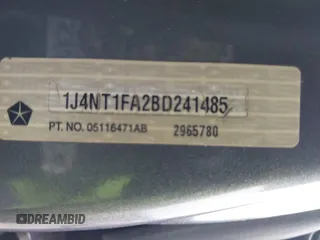 1J4NT1FA2BD241485
PT. NO. 05116471AB 2965780
DREAMBID